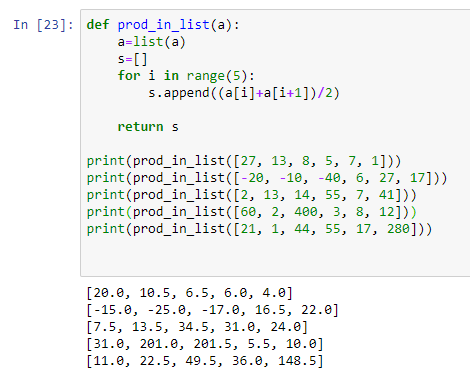 In [23]: def prod_in_list(a):
    a=list(a)
    s=[]
    for i in range(5):
        s.append((a[i]+a[i+1])/2)

    return s

print(prod_in_list([27, 13, 8, 5, 7, 1]))
print(prod_in_list([-20, -10, -40, 6, 27, 17]))
print(prod_in_list([2, 13, 14, 55, 7, 41]))
print(prod_in_list([60, 2, 400, 3, 8, 12]))
print(prod_in_list([21, 1, 44, 55, 17, 280]))

[20.0, 10.5, 6.5, 6.0, 4.0]
[-15.0, -25.0, -17.0, 16.5, 22.0]
[7.5, 13.5, 34.5, 31.0, 24.0]
[31.0, 201.0, 201.5, 5.5, 10.0]
[11.0, 22.5, 49.5, 36.0, 148.5]